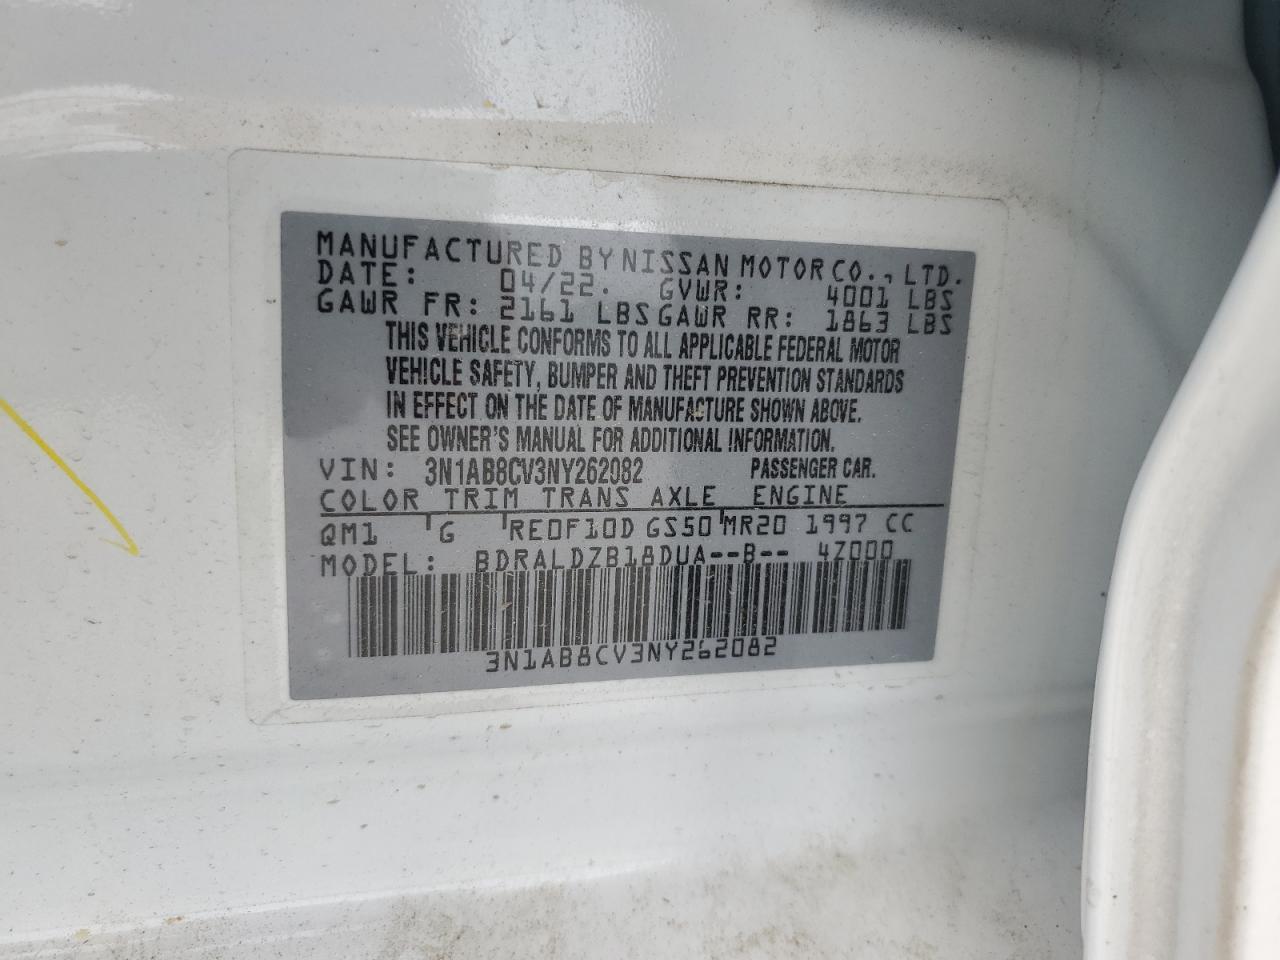 MANUFACTURED BY NISSAN MOTOR CO., LTD.
DATE: 04/22. GVWR: 4001 LBS
GAWR FR: 2161 LBS GAWR RR: 1863 LBS
THIS VEHICLE CONFORMS TO ALL APPLICABLE FEDERAL MOTOR
VEHICLE SAFETY, BUMPER AND THEFT PREVENTION STANDARDS
IN EFFECT ON THE DATE OF MANUFACTURE SHOWN ABOVE.
SEE OWNER'S MANUAL FOR ADDITIONAL INFORMATION.
VIN: 3N1AB8CV3NY262082 PASSENGER CAR.
COLOR TRIM TRANS AXLE ENGINE
QM1 G RE0F10D GS50 MR20 1997 CC
MODEL: BDRALDZB18DUA--B-- 4Z000
3N1AB8CV3NY262082